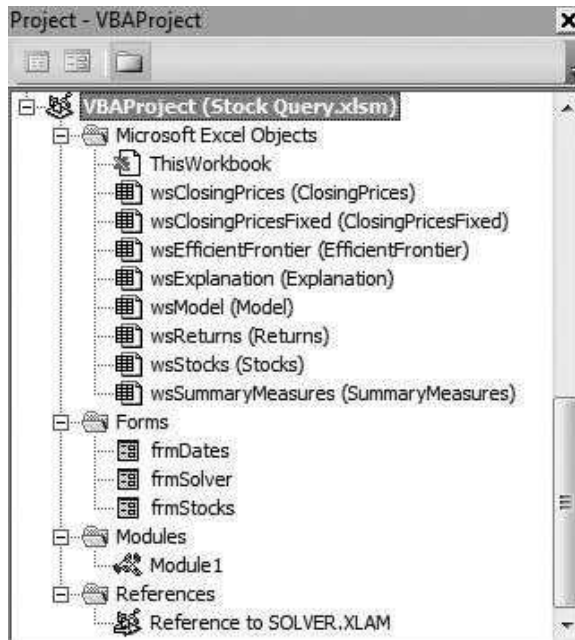 Project - VBAProject
VBAProject (Stock Query.xlsm)
Microsoft Excel Objects
ThisWorkbook
wsClosingPrices (ClosingPrices)
wsClosingPricesFixed (ClosingPricesFixed)
wsEfficientFrontier (EfficientFrontier)
wsExplanation (Explanation)
wsModel (Model)
wsReturns (Returns)
wsStocks (Stocks)
wsSummaryMeasures (SummaryMeasures)
Forms
frmDates
frmSolver
frmStocks
Modules
Module1
References
Reference to SOLVER.XLAM